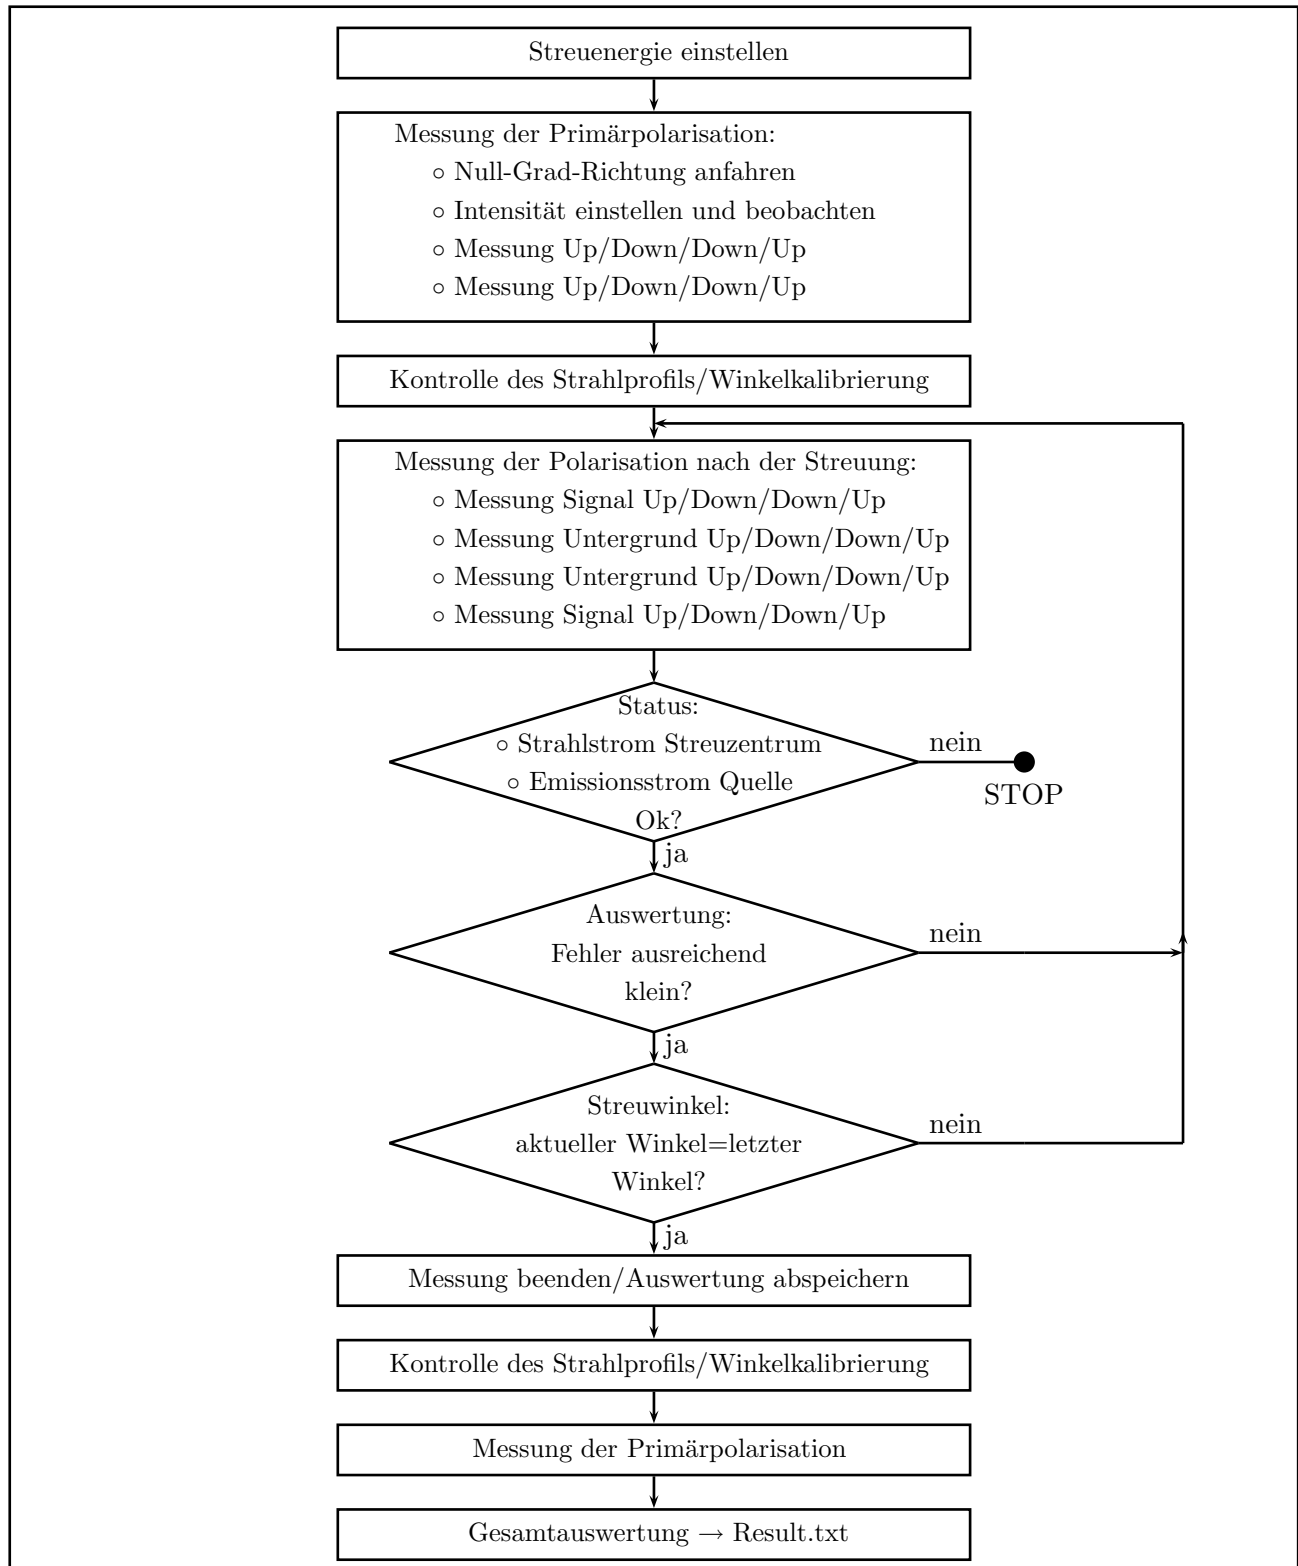 Streuenergie einstellen
Messung der Primärpolarisation:
○ Null-Grad-Richtung anfahren
○ Intensität einstellen und beobachten
○ Messung Up/Down/Down/Up
○ Messung Up/Down/Down/Up
Kontrolle des Strahlprofils/Winkelkalibrierung
Messung der Polarisation nach der Streuung:
○ Messung Signal Up/Down/Down/Up
○ Messung Untergrund Up/Down/Down/Up
○ Messung Untergrund Up/Down/Down/Up
○ Messung Signal Up/Down/Down/Up
Status:
○ Strahlstrom Streuzentrum
○ Emissionsstrom Quelle
Ok?
nein
STOP
ja
Auswertung:
Fehler ausreichend
klein?
nein
ja
Streuwinkel:
aktueller Winkel=letzter
Winkel?
nein
ja
Messung beenden/Auswertung abspeichern
Kontrolle des Strahlprofils/Winkelkalibrierung
Messung der Primärpolarisation
Gesamtauswertung → Result.txt